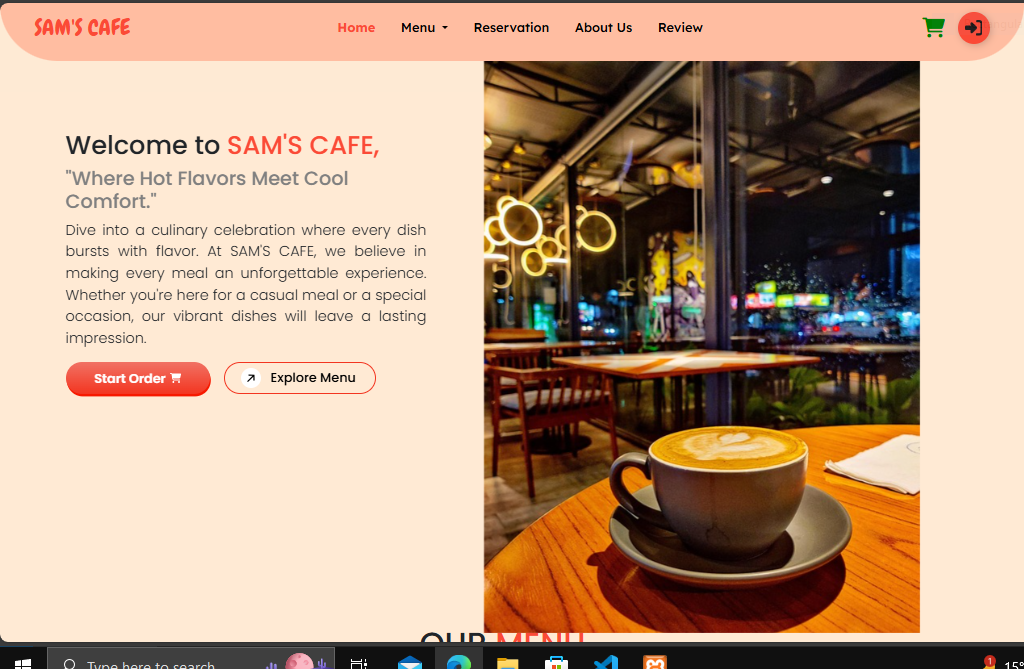 SAM'S CAFE
Home Menu Reservation About Us Review
Welcome to SAM'S CAFE,
"Where Hot Flavors Meet Cool
Comfort."
Dive into a culinary celebration where every dish
bursts with flavor. At SAM'S CAFE, we believe in
making every meal an unforgettable experience.
Whether you're here for a casual meal or a special
occasion, our vibrant dishes will leave a lasting
impression.
Start Order
Explore Menu
OUR MENU
Type here to search
1
15°